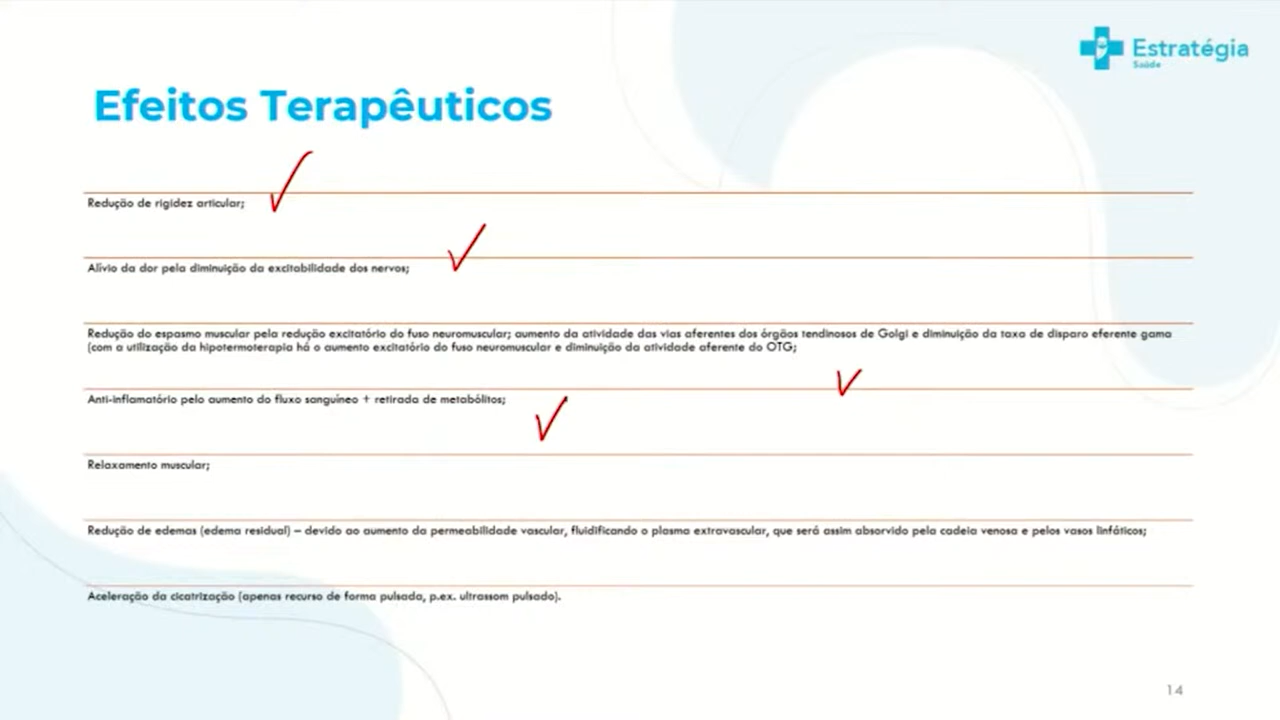 Estratégia
Saúde
Efeitos Terapêuticos
Redução de rigidez articular;
Alívio da dor pela diminuição da excitabilidade dos nervos;
Redução do espasmo muscular pela redução excitatório do fuso neuromuscular; aumento da atividade das vias aferentes dos órgãos tendinosos de Golgi e diminuição da taxa de disparo eferente gama
(com a utilização da hipotermoterapia há o aumento excitatório do fuso neuromuscular e diminuição da atividade aferente do OTG;
Anti-inflamatório pelo aumento do fluxo sanguíneo + retirada de metabólitos;
Relaxamento muscular;
Redução de edemas (edema residual) – devido ao aumento da permeabilidade vascular, fluidificando o plasma extravascular, que será assim absorvido pela cadeia venosa e pelos vasos linfáticos;
Aceleração da cicatrização (apenas recurso de forma pulsada, p.ex. ultrassom pulsado).
14